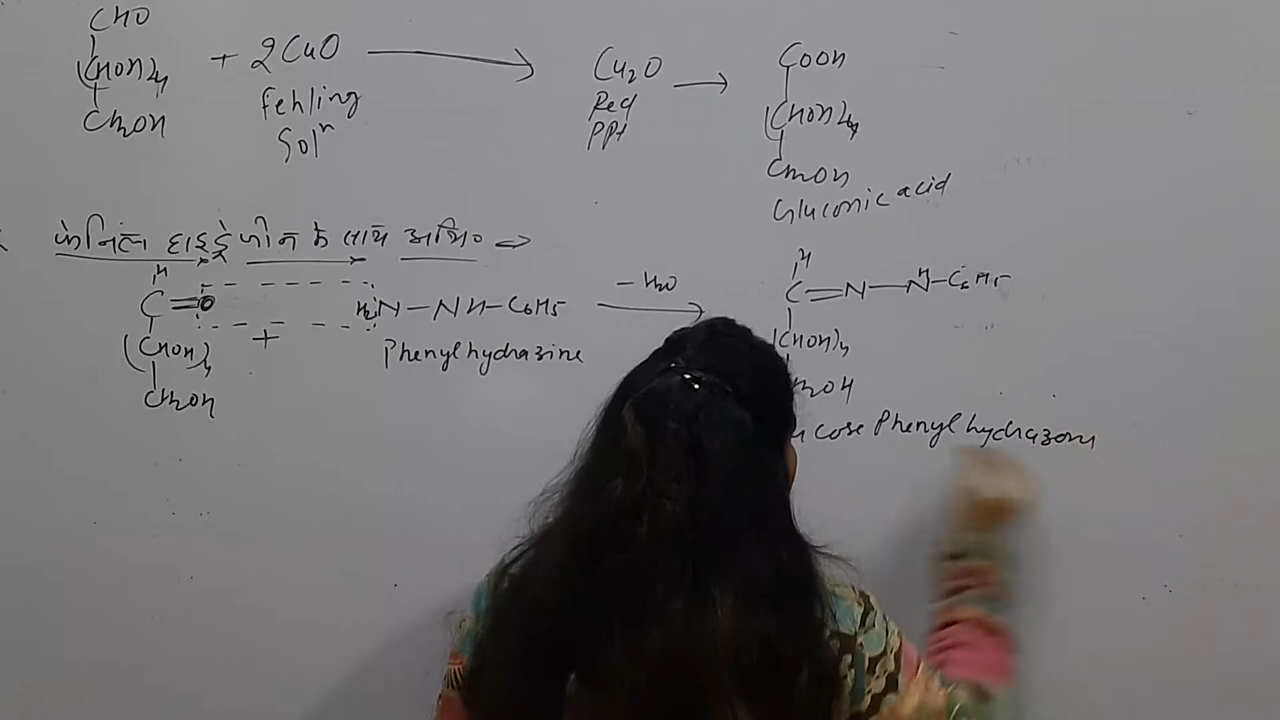 CHO
(CHOH)4 + 2CuO → Cu2O → COOH
CH2OH Fehling Red (CHOH)4
Soln PPt CH2OH
Gluconic acid
फेनिल हाइड्रेजीन के साथ अभि० ⇒
H H
C=O + H2N—NH—C6H5 −H2O → C=N—N—C6H5
H
(CHOH)4 Phenylhydrazine (CHOH)4
CH2OH
Phenylhydrazone